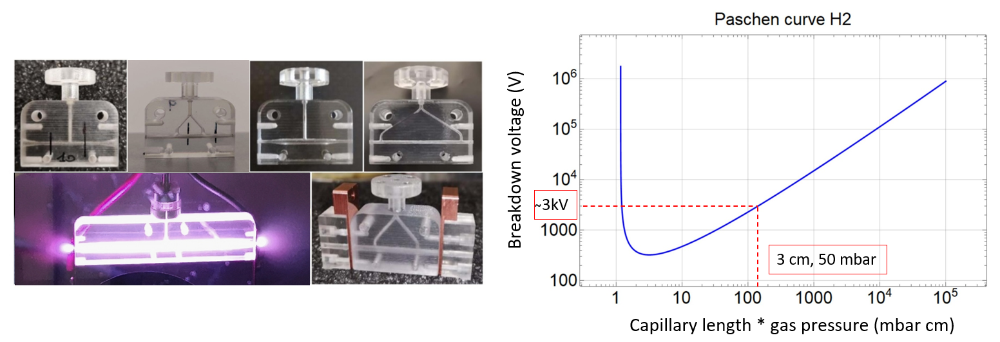 Paschen curve H2
Breakdown voltage (V)
10⁶
10⁵
10⁴
~3kV
1000
100
3 cm, 50 mbar
1 10 100 1000 10⁴ 10⁵
Capillary length * gas pressure (mbar cm)
10